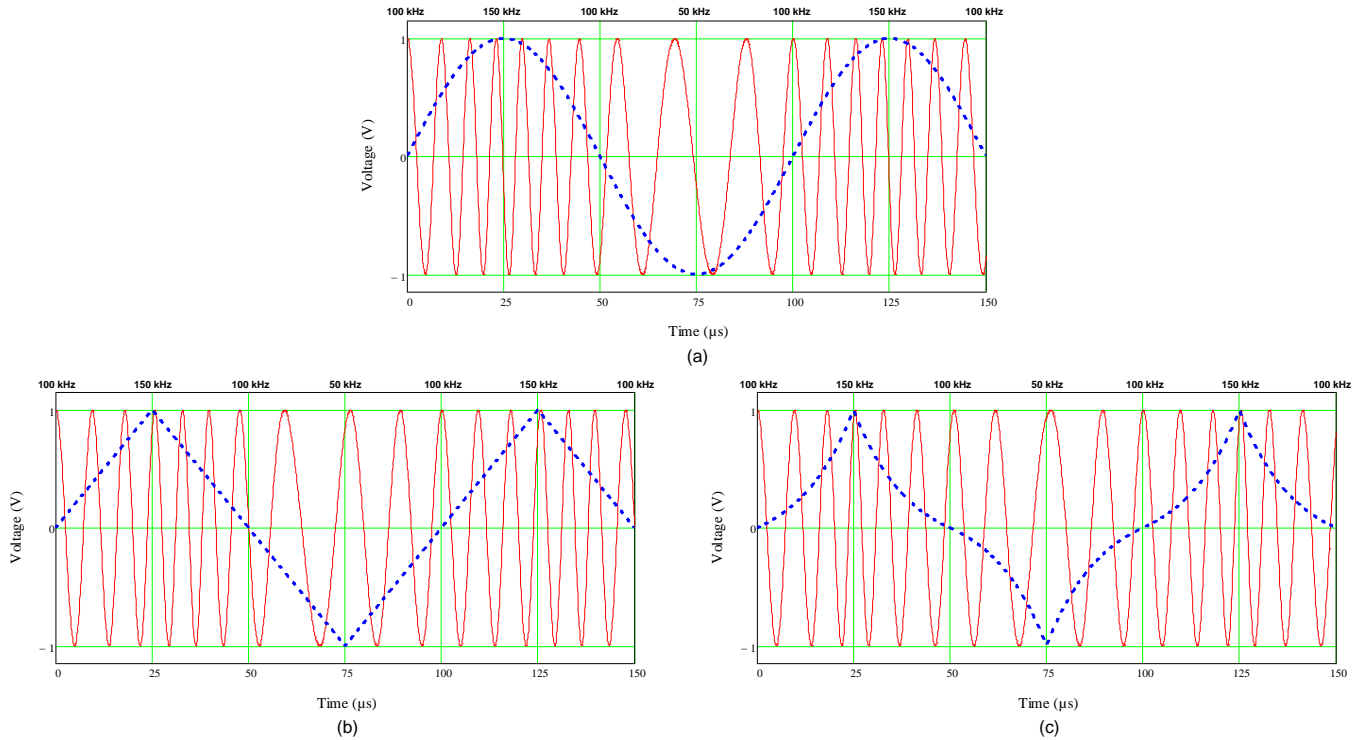 100 kHz 150 kHz 100 kHz 50 kHz 100 kHz 150 kHz 100 kHz
1
0
– 1
Voltage (V)
0 25 50 75 100 125 150
Time (µs)
(a)
100 kHz 150 kHz 100 kHz 50 kHz 100 kHz 150 kHz 100 kHz
1
0
– 1
Voltage (V)
0 25 50 75 100 125 150
Time (µs)
(b)
100 kHz 150 kHz 100 kHz 50 kHz 100 kHz 150 kHz 100 kHz
1
0
– 1
Voltage (V)
0 25 50 75 100 125 150
Time (µs)
(c)